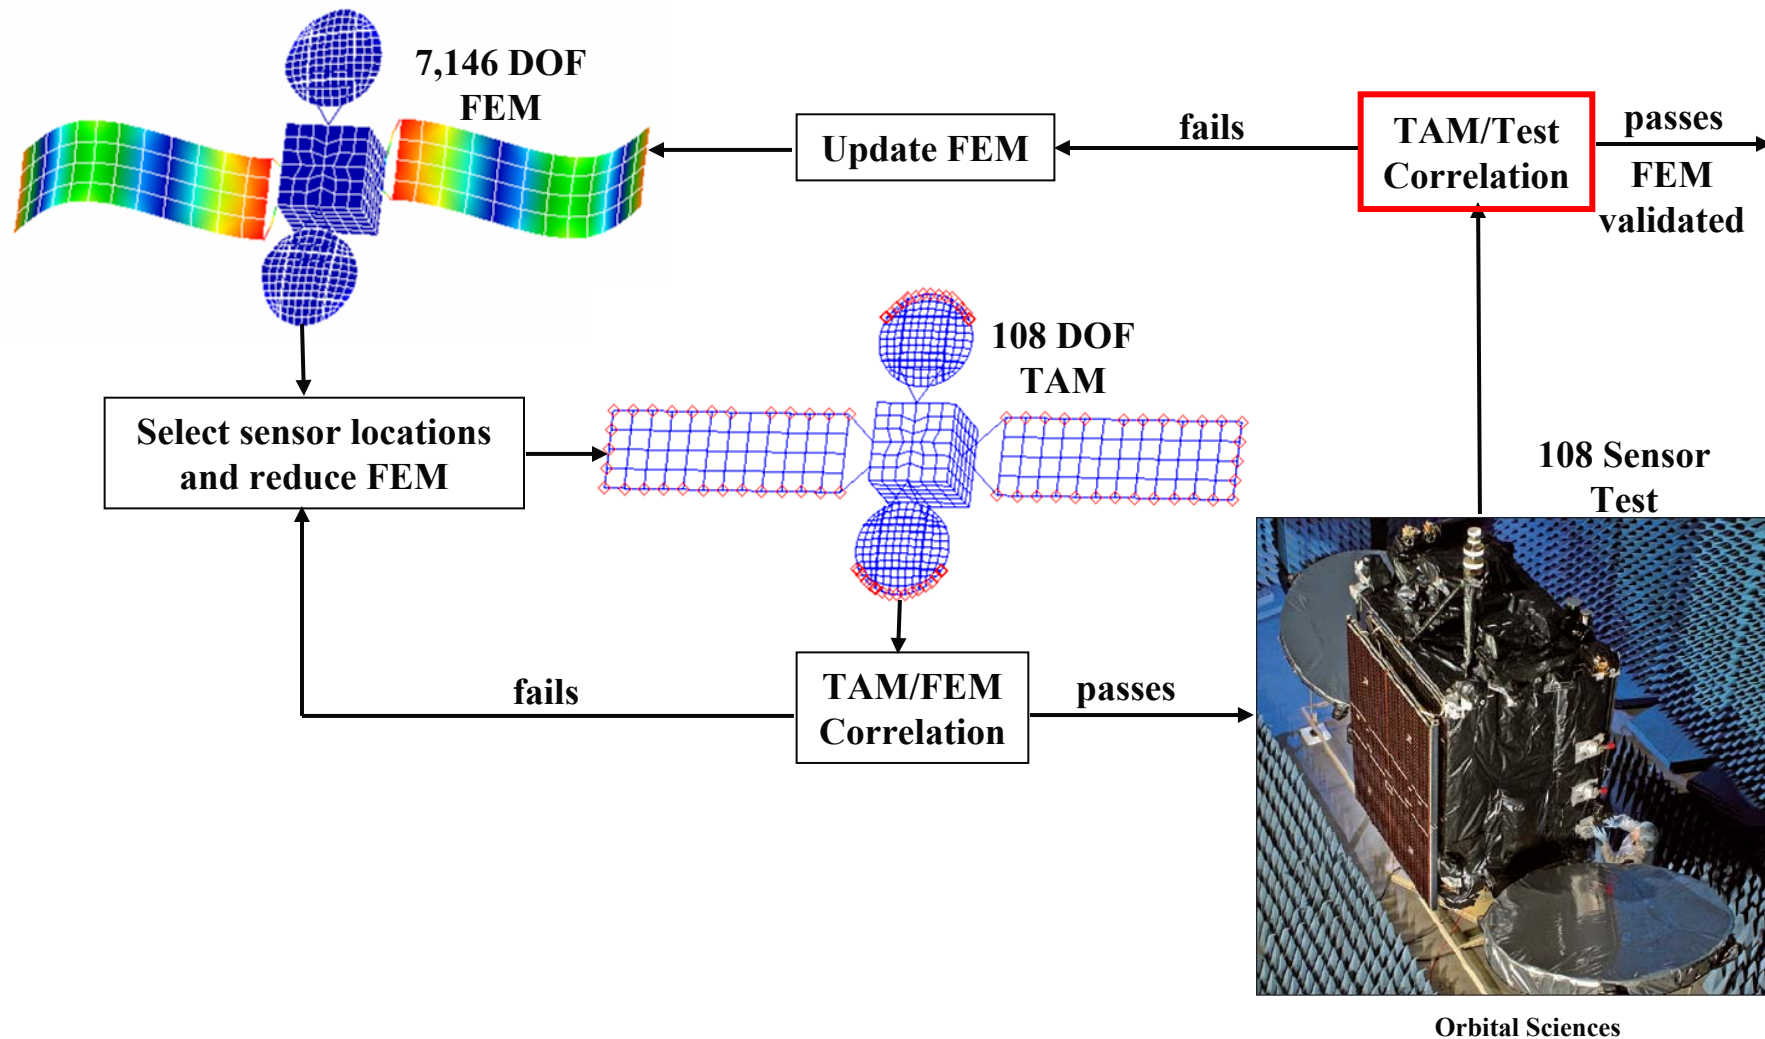 7,146 DOF
FEM
Update FEM
fails
TAM/Test
Correlation
passes
FEM
validated
108 DOF
TAM
Select sensor locations
and reduce FEM
108 Sensor
Test
fails
TAM/FEM
Correlation
passes
Orbital Sciences